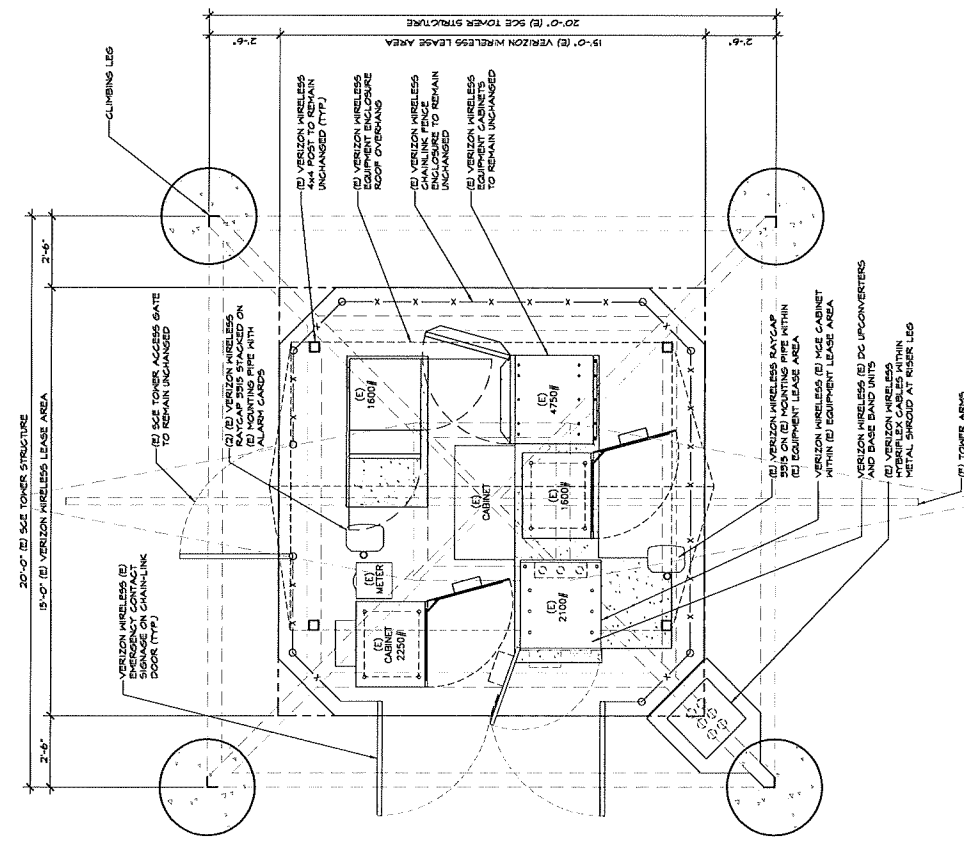 20'-0" (E) SCE TOWER STRUCTURE
15'-0" (E) VERIZON WIRELESS LEASE AREA
2'-6"
2'-6"
VERIZON WIRELESS (E)
EMERGENCY CONTACT
SIGNAGE ON CHAIN-LINK
DOOR (TYP.)
(E) SCE TOWER ACCESS GATE
TO REMAIN UNCHANGED
(2) (E) VERIZON WIRELESS
RAYCAP 3315 STACKED ON
(E) MOUNTING PIPE WITH
ALARM CARDS
CLIMBING LEG
20'-0" (E) SCE TOWER STRUCTURE
15'-0" (E) VERIZON WIRELESS LEASE AREA
2'-6"
2'-6"
(E) VERIZON WIRELESS
4x4 POST TO REMAIN
UNCHANGED (TYP.)
(E) VERIZON WIRELESS
EQUIPMENT ENCLOSURE
ROOF OVERHANG
(E) VERIZON WIRELESS
CHAINLINK FENCE
ENCLOSURE TO REMAIN
UNCHANGED
(E) VERIZON WIRELESS
EQUIPMENT CABINETS
TO REMAIN UNCHANGED
(E)
1600#
(E)
METER
(E)
CABINET
2250#
(E)
CABINET
(E)
4750#
(E)
1600#
(E)
2100#
(E) VERIZON WIRELESS RAYCAP
3315 ON (E) MOUNTING PIPE WITHIN
(E) EQUIPMENT LEASE AREA
VERIZON WIRELESS (E) MCE CABINET
WITHIN (E) EQUIPMENT LEASE AREA
VERIZON WIRELESS (E) DC UPCONVERTERS
AND BASE BAND UNITS
(E) VERIZON WIRELESS
HYBRIFLEX CABLES WITHIN
METAL SHROUD AT RISER LEG
(E) TOWER ARMS